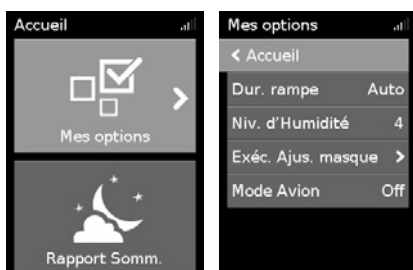 Accueil
Mes options
Rapport Somm.
Mes options
< Accueil
Dur. rampe Auto
Niv. d'Humidité 4
Exéc. Ajus. masque >
Mode Avion Off